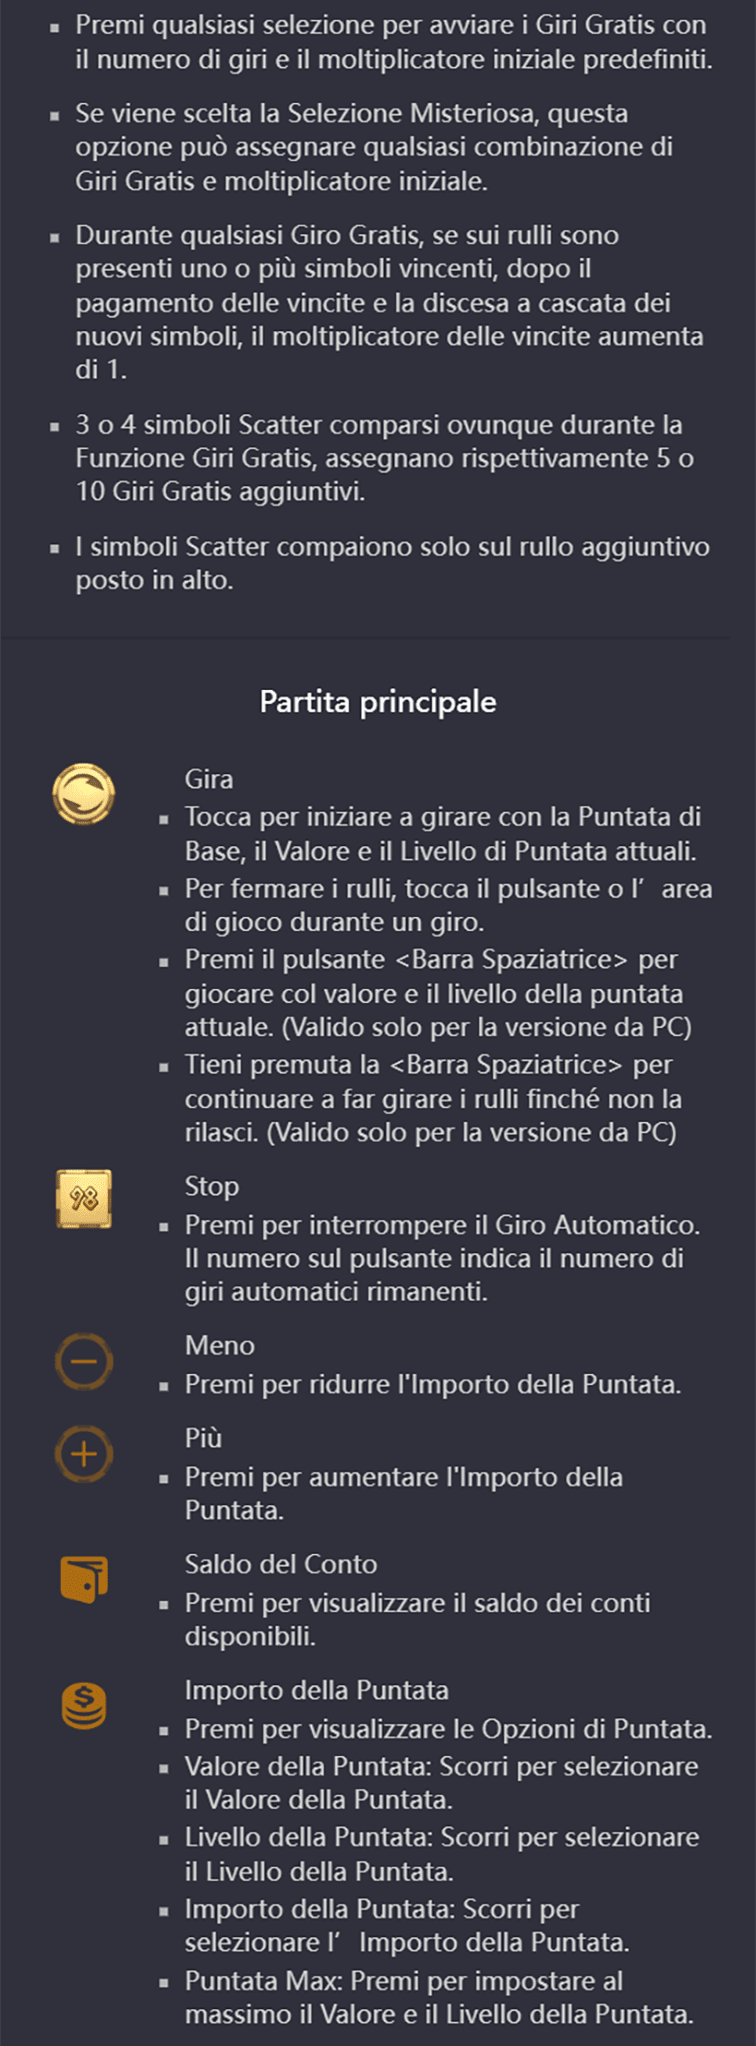 ▪ Premi qualsiasi selezione per avviare i Giri Gratis con
il numero di giri e il moltiplicatore iniziale predefiniti.
▪ Se viene scelta la Selezione Misteriosa, questa
opzione può assegnare qualsiasi combinazione di
Giri Gratis e moltiplicatore iniziale.
▪ Durante qualsiasi Giro Gratis, se sui rulli sono
presenti uno o più simboli vincenti, dopo il
pagamento delle vincite e la discesa a cascata dei
nuovi simboli, il moltiplicatore delle vincite aumenta
di 1.
▪ 3 o 4 simboli Scatter comparsi ovunque durante la
Funzione Giri Gratis, assegnano rispettivamente 5 o
10 Giri Gratis aggiuntivi.
▪ I simboli Scatter compaiono solo sul rullo aggiuntivo
posto in alto.
Partita principale
Gira
▪ Tocca per iniziare a girare con la Puntata di
Base, il Valore e il Livello di Puntata attuali.
▪ Per fermare i rulli, tocca il pulsante o l’ area
di gioco durante un giro.
▪ Premi il pulsante <Barra Spaziatrice> per
giocare col valore e il livello della puntata
attuale. (Valido solo per la versione da PC)
▪ Tieni premuta la <Barra Spaziatrice> per
continuare a far girare i rulli finché non la
rilasci. (Valido solo per la versione da PC)
98
Stop
▪ Premi per interrompere il Giro Automatico.
Il numero sul pulsante indica il numero di
giri automatici rimanenti.
Meno
▪ Premi per ridurre l'Importo della Puntata.
Più
▪ Premi per aumentare l'Importo della
Puntata.
Saldo del Conto
▪ Premi per visualizzare il saldo dei conti
disponibili.
Importo della Puntata
▪ Premi per visualizzare le Opzioni di Puntata.
▪ Valore della Puntata: Scorri per selezionare
il Valore della Puntata.
▪ Livello della Puntata: Scorri per selezionare
il Livello della Puntata.
▪ Importo della Puntata: Scorri per
selezionare l’ Importo della Puntata.
▪ Puntata Max: Premi per impostare al
massimo il Valore e il Livello della Puntata.